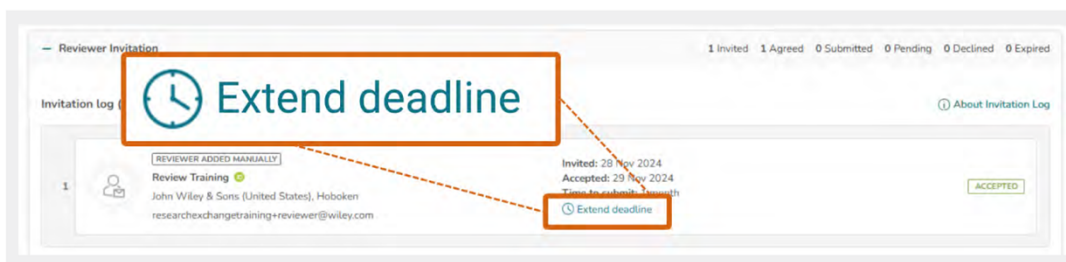 − Reviewer Invitation 1 Invited 1 Agreed 0 Submitted 0 Pending 0 Declined 0 Expired
Extend deadline
Invitation log ( About Invitation Log
REVIEWER ADDED MANUALLY
Review Training
John Wiley & Sons (United States), Hoboken
researchexchangetraining+reviewer@wiley.com
1
Invited: 28 Nov 2024
Accepted: 29 Nov 2024
Time to submit: month
Extend deadline
ACCEPTED